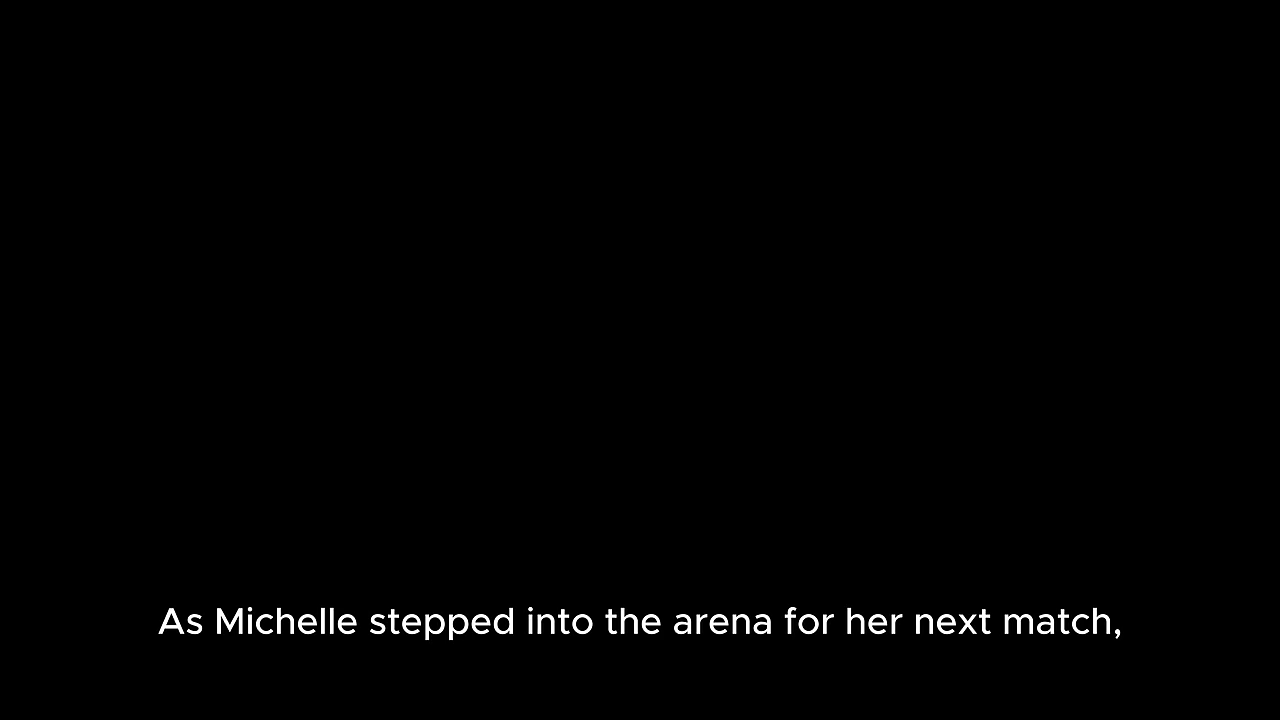 As Michelle stepped into the arena for her next match,